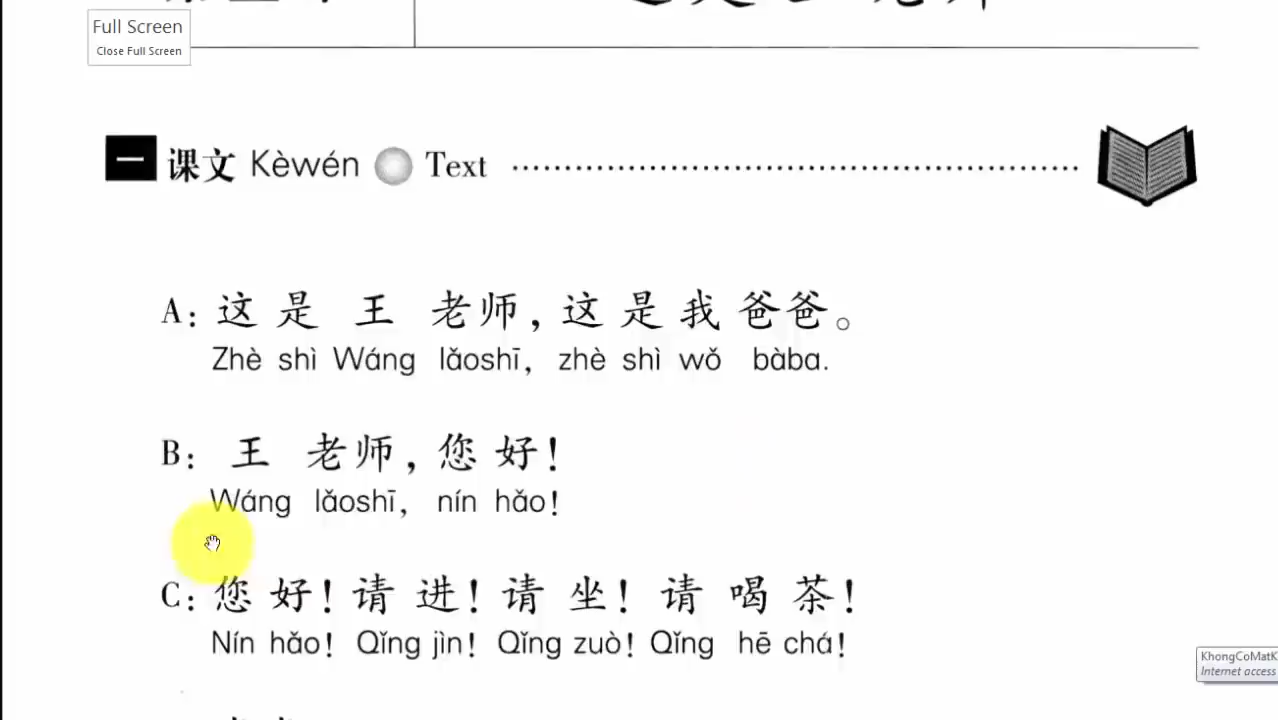 Full Screen
Close Full Screen
一 课文 Kèwén Text
A: 这是 王 老师, 这是我 爸爸。
Zhè shì Wáng lǎoshī, zhè shì wǒ bàba.
B: 王 老师, 您好!
Wáng lǎoshī, nín hǎo!
C: 您好! 请 进! 请 坐! 请 喝 茶!
Nín hǎo! Qǐng jìn! Qǐng zuò! Qǐng hē chá!
KhongCoMatK
Internet access